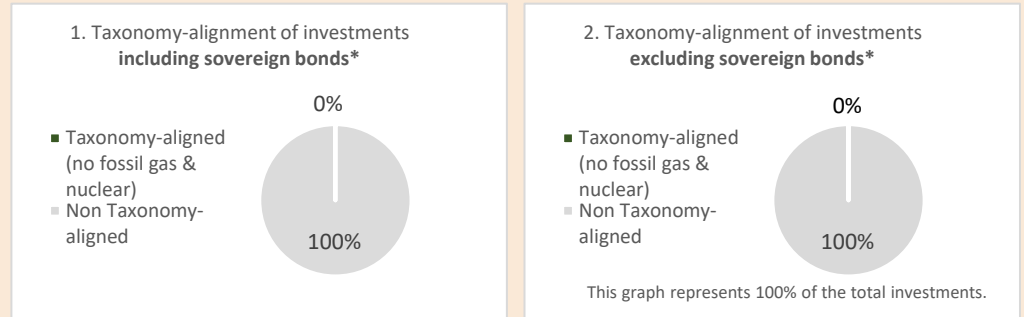 1. Taxonomy-alignment of investments
including sovereign bonds*
0%
Taxonomy-aligned
(no fossil gas &
nuclear)
Non Taxonomy-
aligned
100%
2. Taxonomy-alignment of investments
excluding sovereign bonds*
0%
Taxonomy-aligned
(no fossil gas &
nuclear)
Non Taxonomy-
aligned
100%
This graph represents 100% of the total investments.